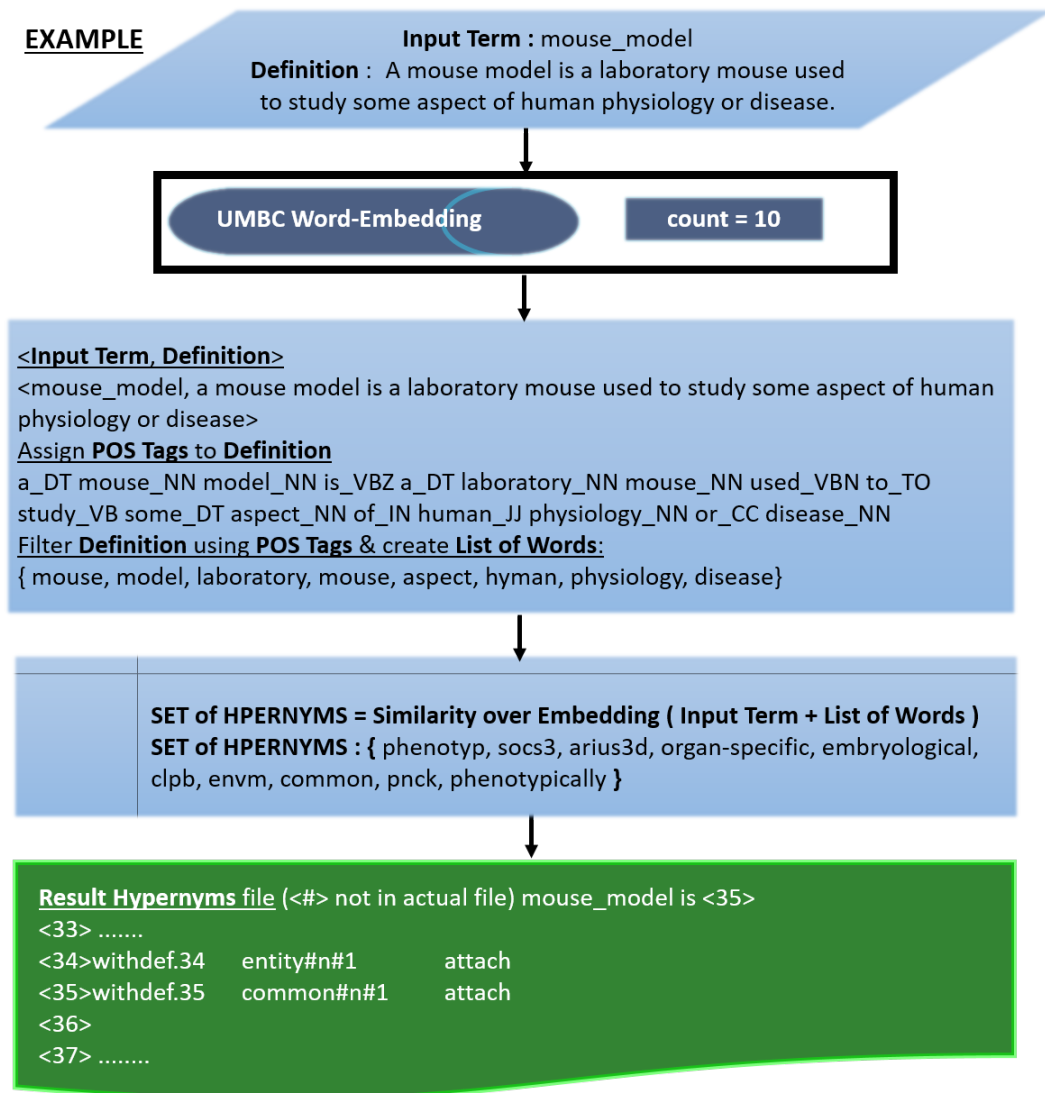 EXAMPLE
Input Term : mouse_model
Definition : A mouse model is a laboratory mouse used
to study some aspect of human physiology or disease.
UMBC Word-Embedding
count = 10
<Input Term, Definition>
<mouse_model, a mouse model is a laboratory mouse used to study some aspect of human
physiology or disease>
Assign POS Tags to Definition
a_DT mouse_NN model_NN is_VBZ a_DT laboratory_NN mouse_NN used_VBN to_TO
study_VB some_DT aspect_NN of_IN human_JJ physiology_NN or_CC disease_NN
Filter Definition using POS Tags & create List of Words:
{ mouse, model, laboratory, mouse, aspect, hyman, physiology, disease}
SET of HPERNYMS = Similarity over Embedding ( Input Term + List of Words )
SET of HPERNYMS : { phenotyp, socs3, arius3d, organ-specific, embryological,
clpb, envm, common, pnck, phenotypically }
Result Hypernyms file (<#> not in actual file) mouse_model is <35>
<33> .......
<34>withdef.34 entity#n#1 attach
<35>withdef.35 common#n#1 attach
<36>
<37> ........